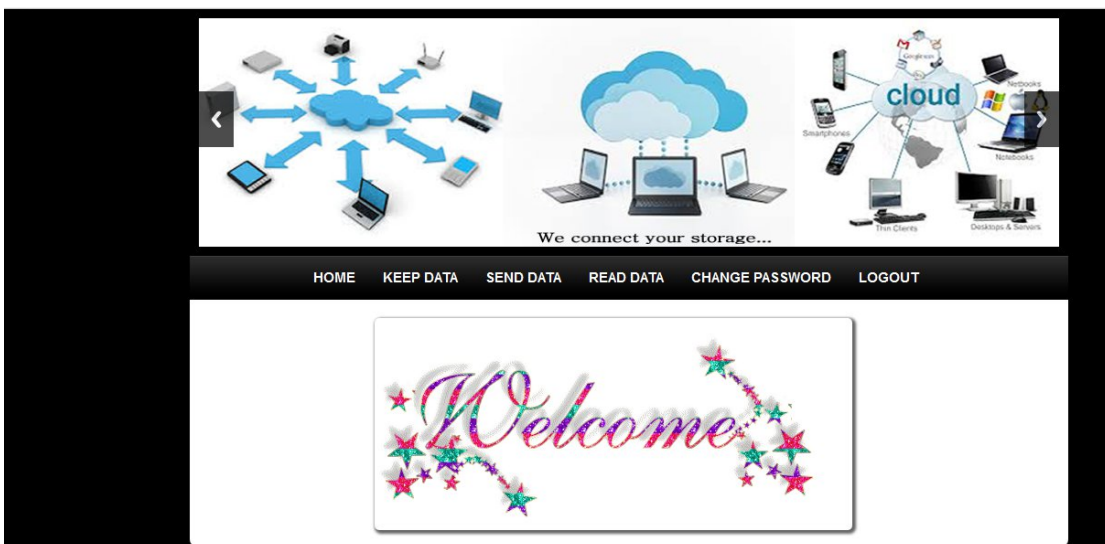 cloud
Smartphones
Netbooks
Notebooks
Thin Clients
Desktops & Servers
We connect your storage...
HOME KEEP DATA SEND DATA READ DATA CHANGE PASSWORD LOGOUT
Welcome